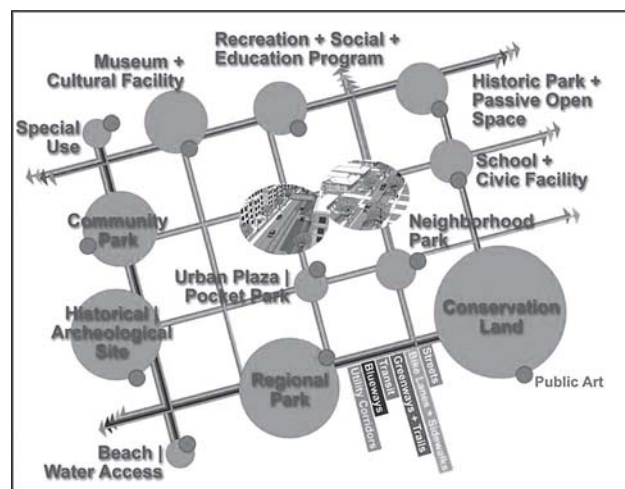 Recreation + Social +
Education Program
Museum +
Cultural Facility
Historic Park +
Passive Open
Space
Special
Use
School +
Civic Facility
Community
Park
Neighborhood
Park
Urban Plaza |
Pocket Park
Historical |
Archeological
Site
Conservation
Land
Regional
Park
Streets
Bike Lanes + Sidewalks
Greenways + Trails
Transit
Blueways
Utility Corridors
Public Art
Beach |
Water Access